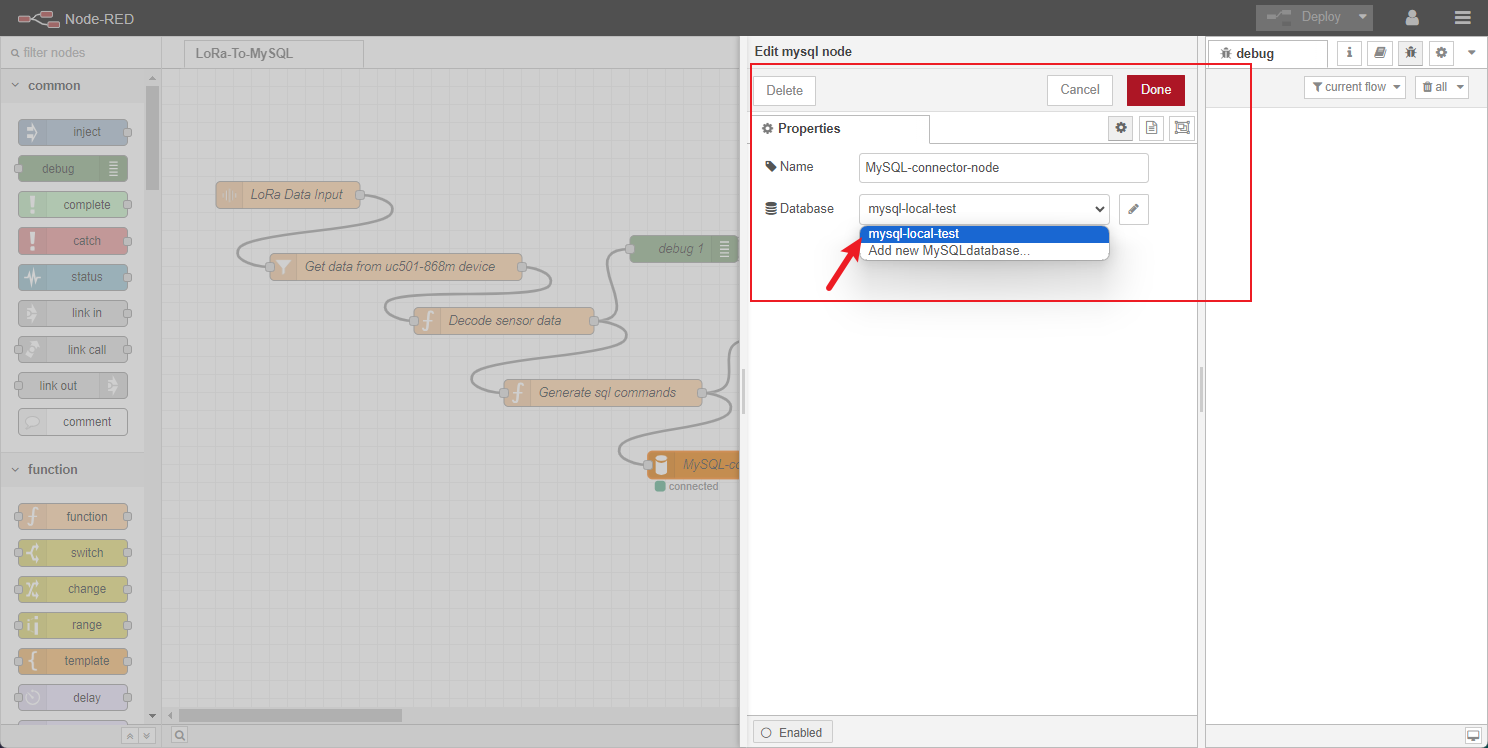 Node-RED
Deploy
filter nodes
LoRa-To-MySQL
Edit mysql node
debug
common
Delete
Cancel
Done
current flow
all
Properties
inject
debug
complete
catch
status
link in
link call
link out
comment
function
function
switch
change
range
template
delay
LoRa Data Input
Get data from uc501-868m device
debug 1
Decode sensor data
Generate sql commands
MySQL-co
connected
Name
MySQL-connector-node
Database
mysql-local-test
mysql-local-test
Add new MySQLdatabase...
Enabled